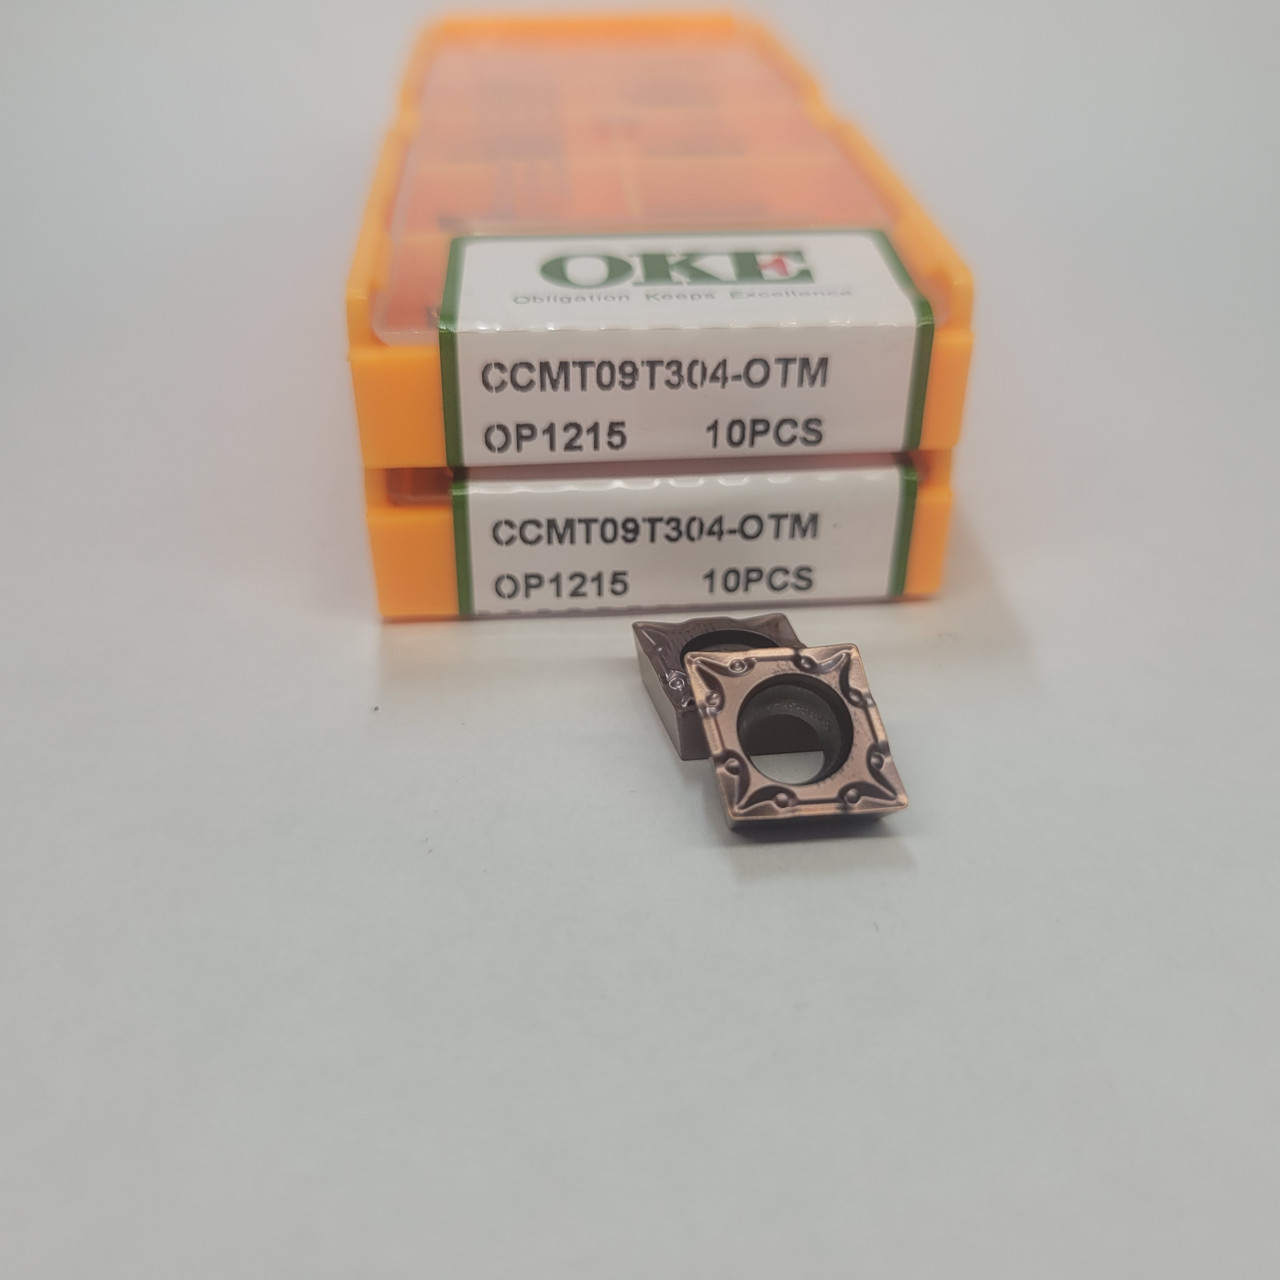 OKE
Obligation Keeps Excellence
CCMT09T304-OTM
OP1215 10PCS
CCMT09T304-OTM
OP1215 10PCS